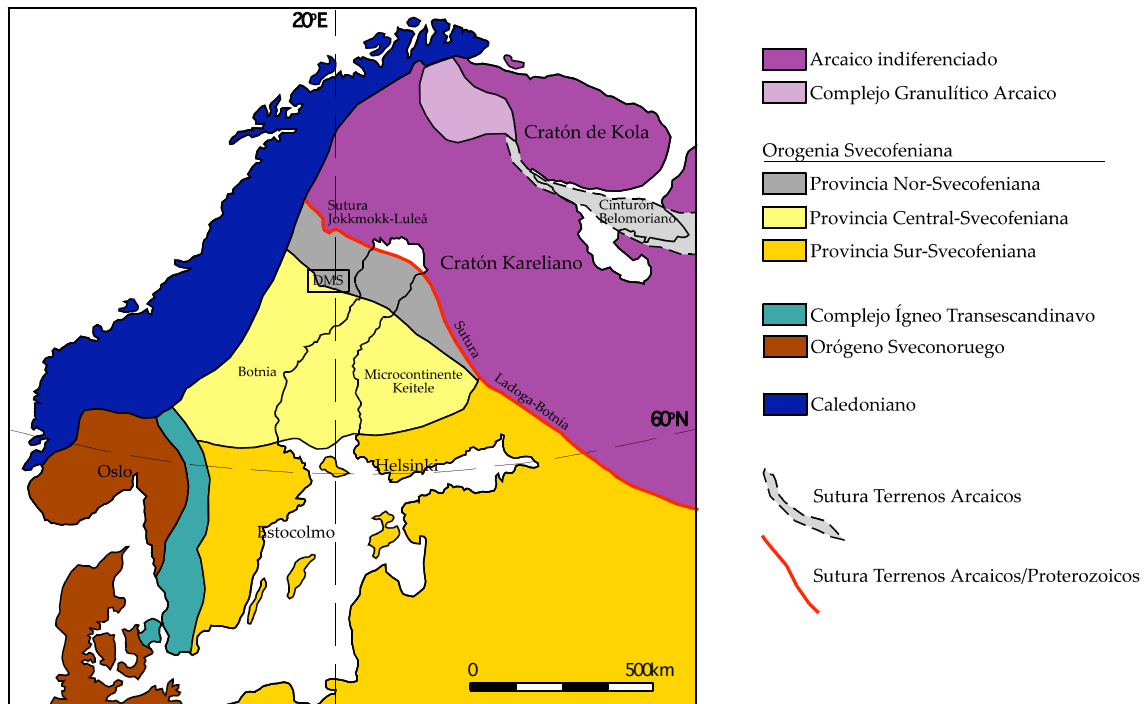 20ºE
Cratón de Kola
Sutura
Jokkmokk-Luleå
Cinturón
Belomoriano
Cratón Kareliano
DMS
Sutura
Ladoga-Botnia
Botnia
Microcontinente
Keitele
60ºN
Oslo
Helsinki
Estocolmo
0
500km
Arcaico indiferenciado
Complejo Granulítico Arcaico
Orogenia Svecofeniana
Provincia Nor-Svecofeniana
Provincia Central-Svecofeniana
Provincia Sur-Svecofeniana
Complejo Ígneo Transescandinavo
Orógeno Sveconoruego
Caledoniano
Sutura Terrenos Arcaicos
Sutura Terrenos Arcaicos/Proterozoicos